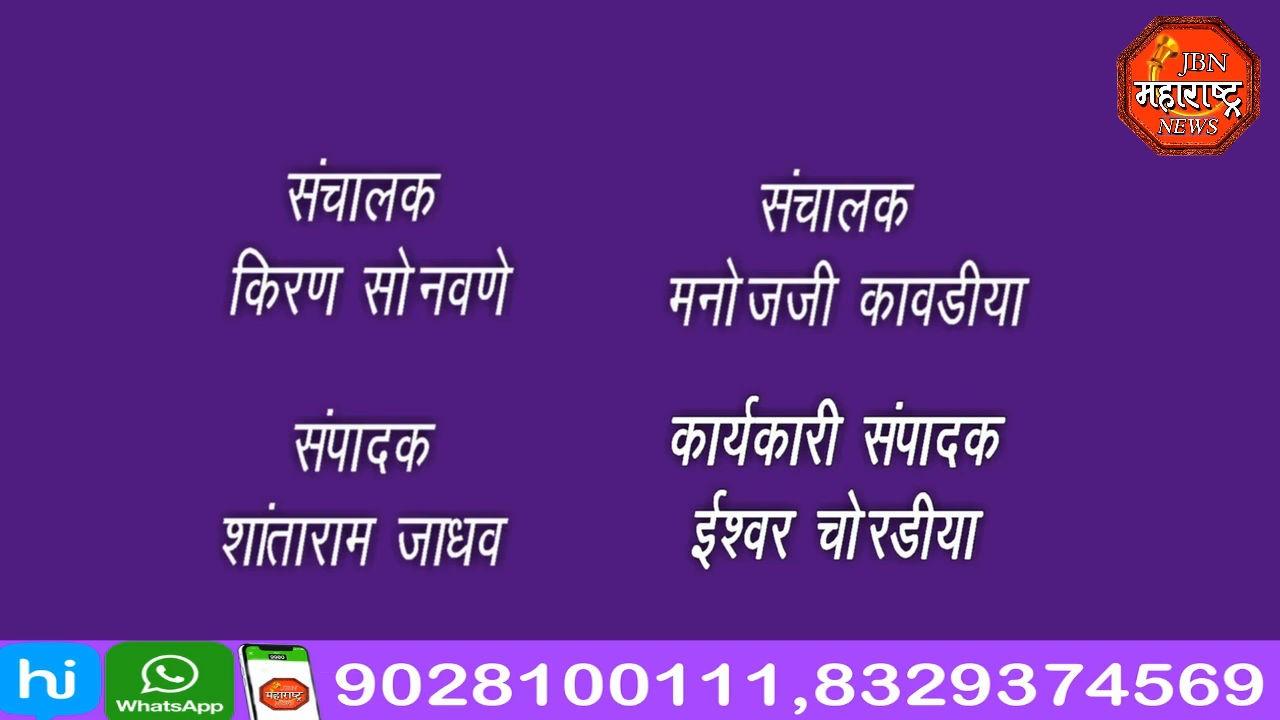 JBN
महाराष्ट्र
NEWS
संचालक
किरण सोनवणे
संचालक
मनोजजी कावडीया
संपादक
शांताराम जाधव
कार्यकारी संपादक
ईश्वर चोरडीया
hi
WhatsApp
महाराष्ट्र
9028100111,8329374569